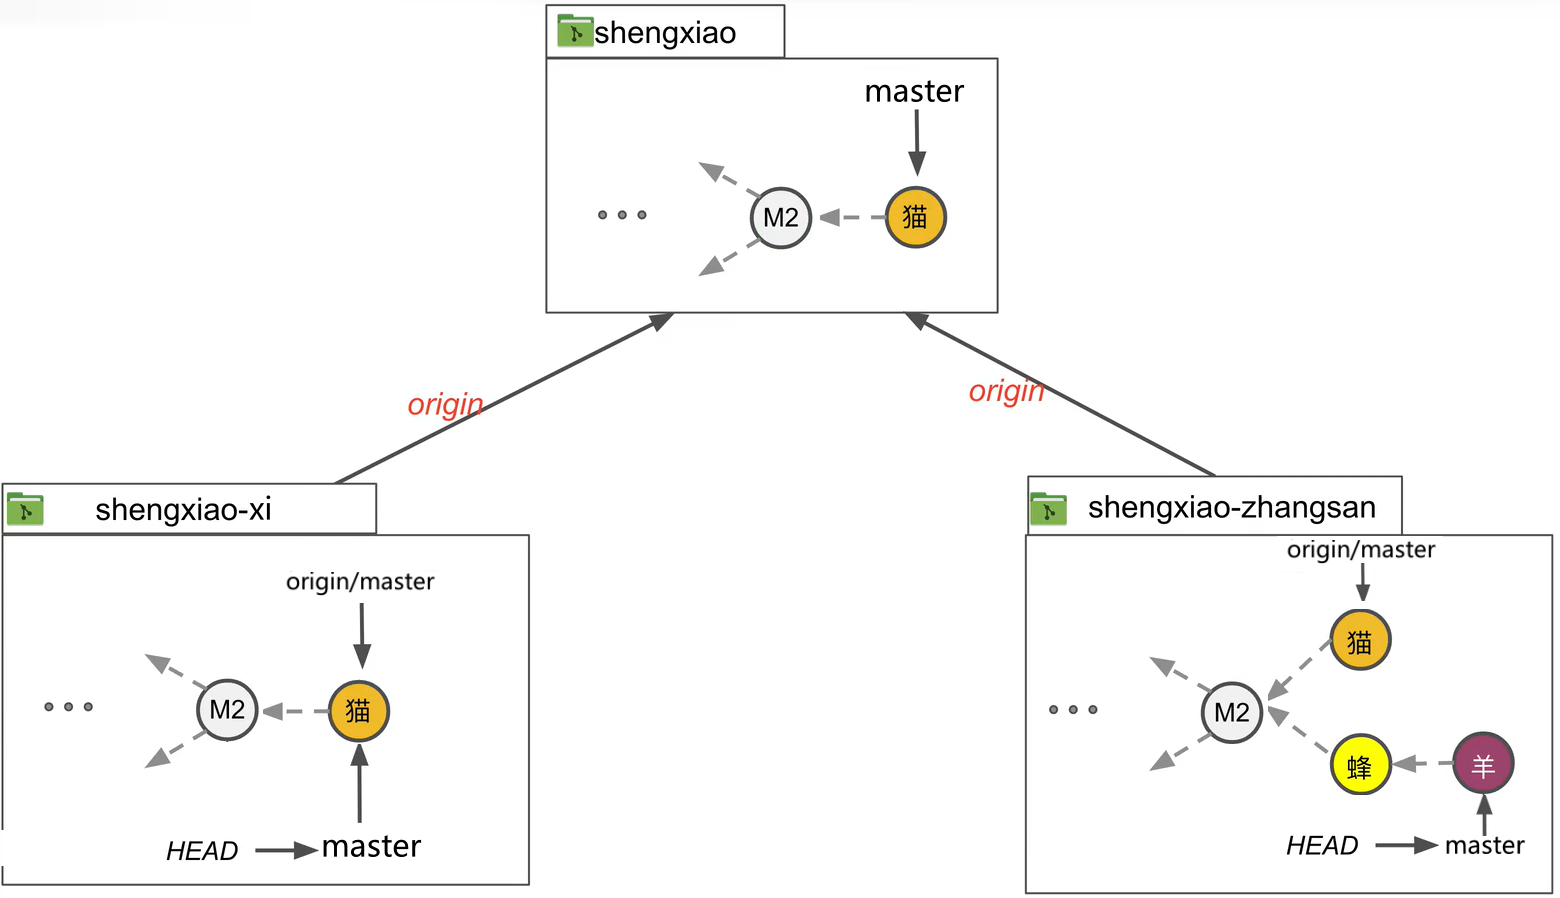 shengxiao
master
M2
猫
origin
origin
shengxiao-xi
origin/master
M2
猫
HEAD
master
shengxiao-zhangsan
origin/master
猫
M2
蜂
羊
HEAD
master